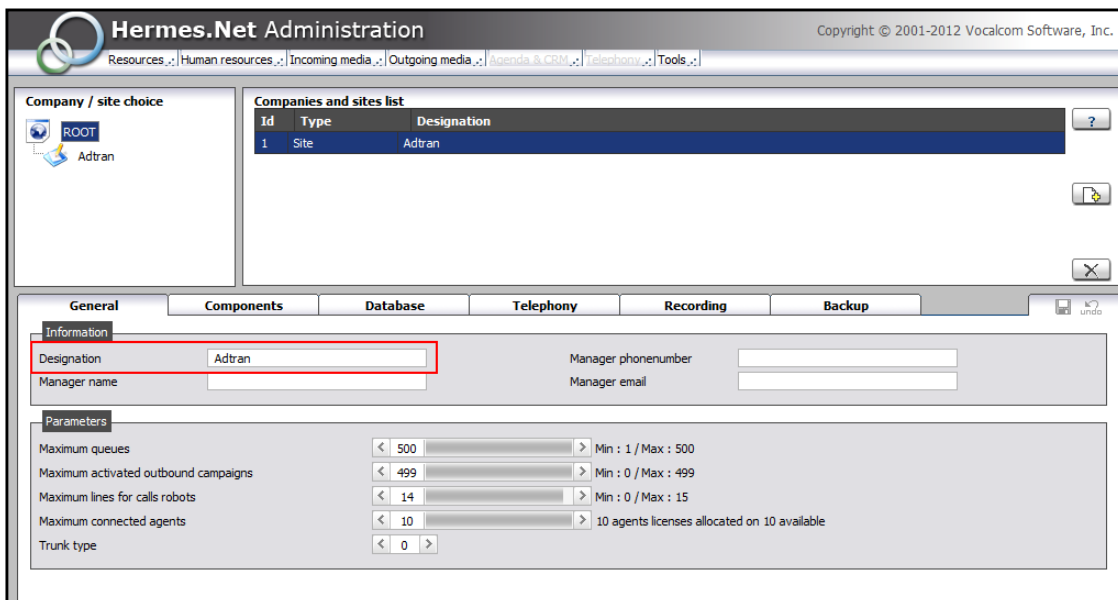 Hermes.Net Administration
Copyright © 2001-2012 Vocalcom Software, Inc.
Resources Human resources Incoming media Outgoing media Agenda & CRM Telephony Tools
Company / site choice
ROOT
Adtran
Companies and sites list
Id Type Designation
1 Site Adtran
?
General Components Database Telephony Recording Backup
undo
Information
Designation Adtran Manager phonenumber
Manager name Manager email
Parameters
Maximum queues < 500 > Min : 1 / Max : 500
Maximum activated outbound campaigns < 499 > Min : 0 / Max : 499
Maximum lines for calls robots < 14 > Min : 0 / Max : 15
Maximum connected agents < 10 > 10 agents licenses allocated on 10 available
Trunk type < 0 >